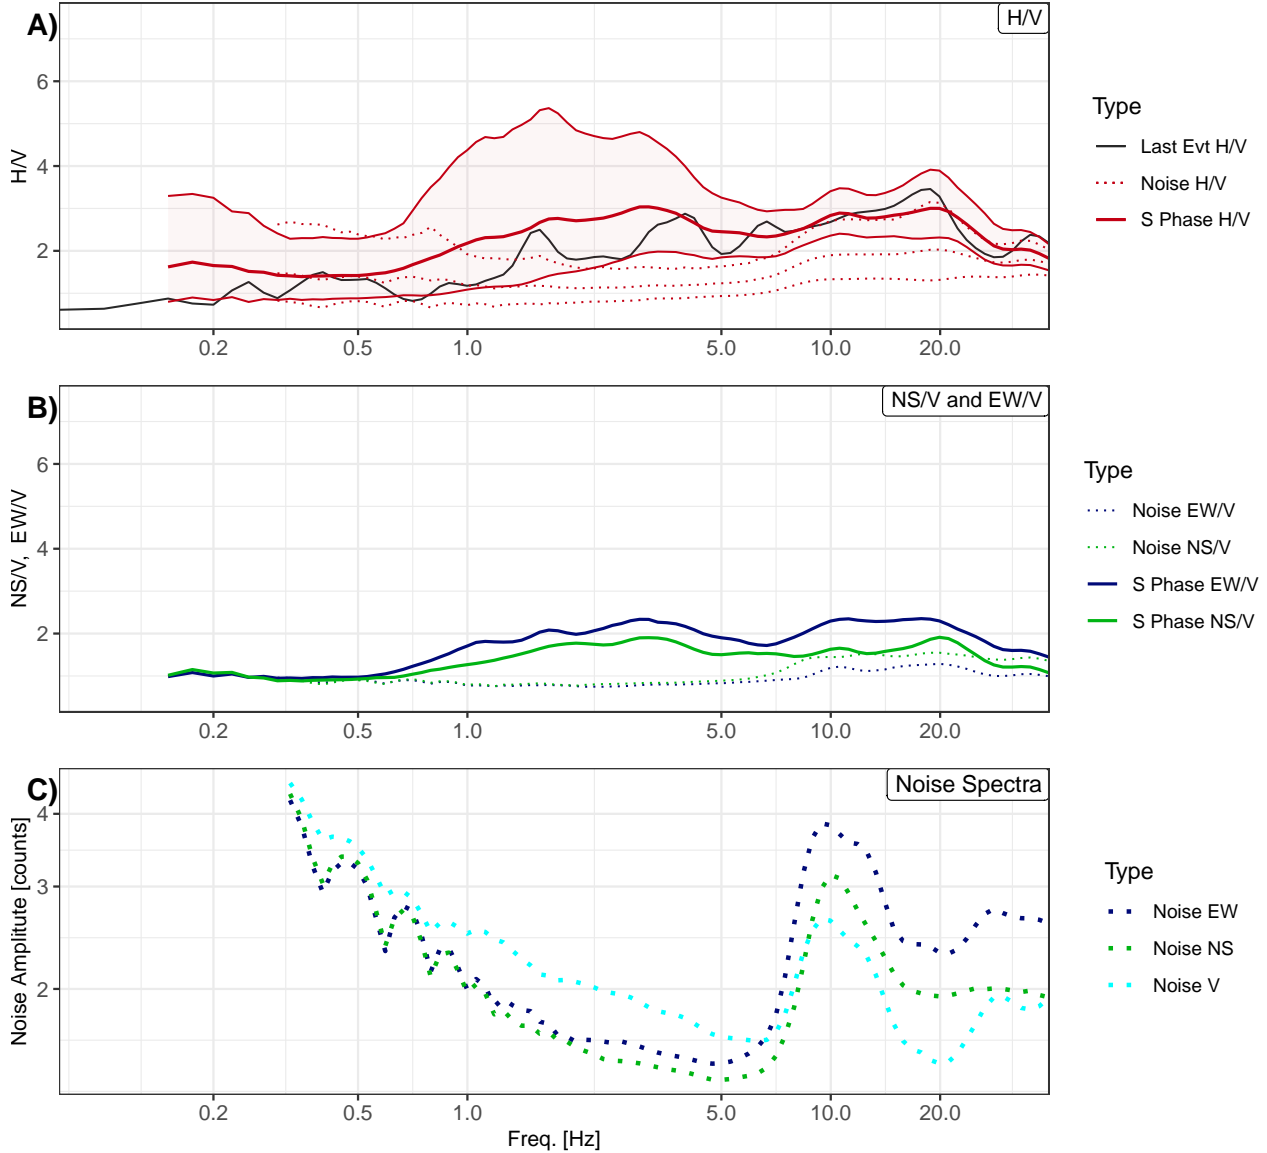 A)
H/V
6
4
2
H/V
0.2 0.5 1.0 5.0 10.0 20.0
Type
Last Evt H/V
Noise H/V
S Phase H/V
B)
NS/V and EW/V
6
4
2
NS/V, EW/V
0.2 0.5 1.0 5.0 10.0 20.0
Type
Noise EW/V
Noise NS/V
S Phase EW/V
S Phase NS/V
C)
Noise Spectra
4
3
2
Noise Amplitute [counts]
0.2 0.5 1.0 5.0 10.0 20.0
Freq. [Hz]
Type
Noise EW
Noise NS
Noise V